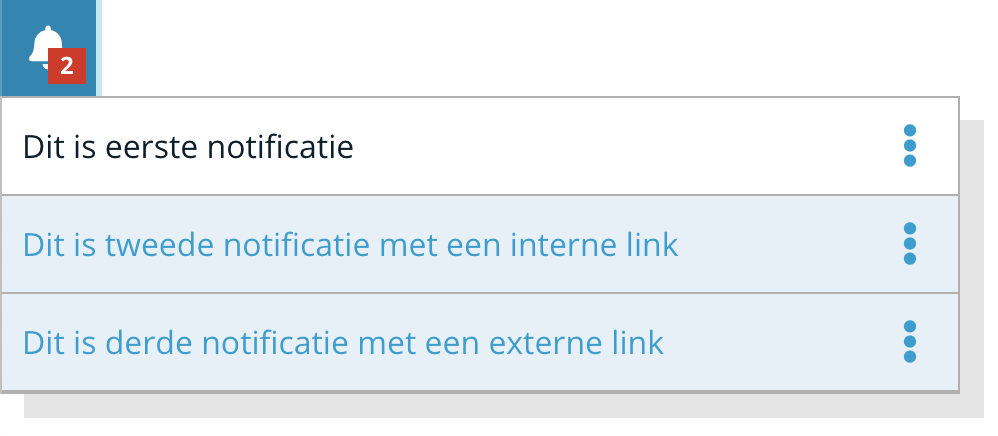 2
Dit is eerste notificatie
Dit is tweede notificatie met een interne link
Dit is derde notificatie met een externe link